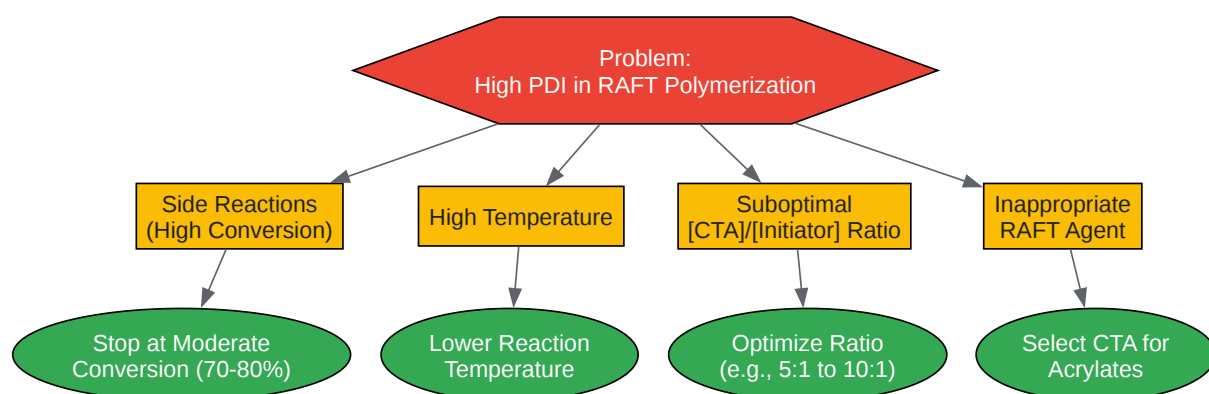 Problem:
High PDI in RAFT Polymerization
Side Reactions
(High Conversion)
High Temperature
Suboptimal
[CTA]/[Initiator] Ratio
Inappropriate
RAFT Agent
Stop at Moderate
Conversion (70-80%)
Lower Reaction
Temperature
Optimize Ratio
(e.g., 5:1 to 10:1)
Select CTA for
Acrylates